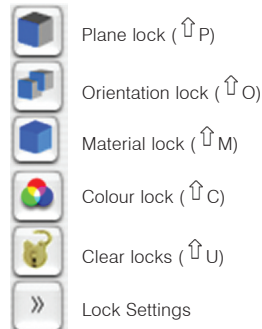 Plane lock (⇧P)
Orientation lock (⇧O)
Material lock (⇧M)
Colour lock (⇧C)
Clear locks (⇧U)
» Lock Settings